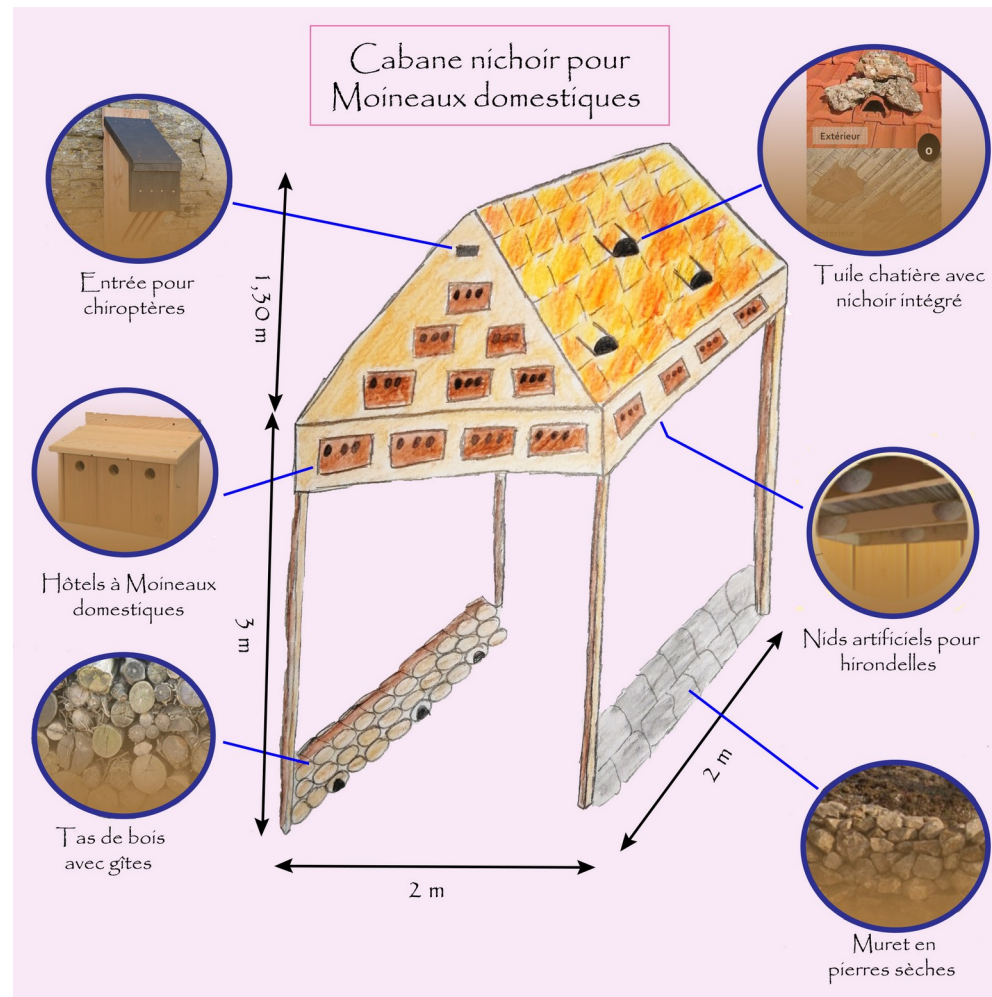 Cabane nichoir pour
Moineaux domestiques
Extérieur
Entrée pour
chiroptères
Tuile chatière avec
nichoir intégré
1,30 m
Hôtels à Moineaux
domestiques
3 m
Nids artificiels pour
hirondelles
Tas de bois
avec gîtes
2 m
2 m
Muret en
pierres sèches